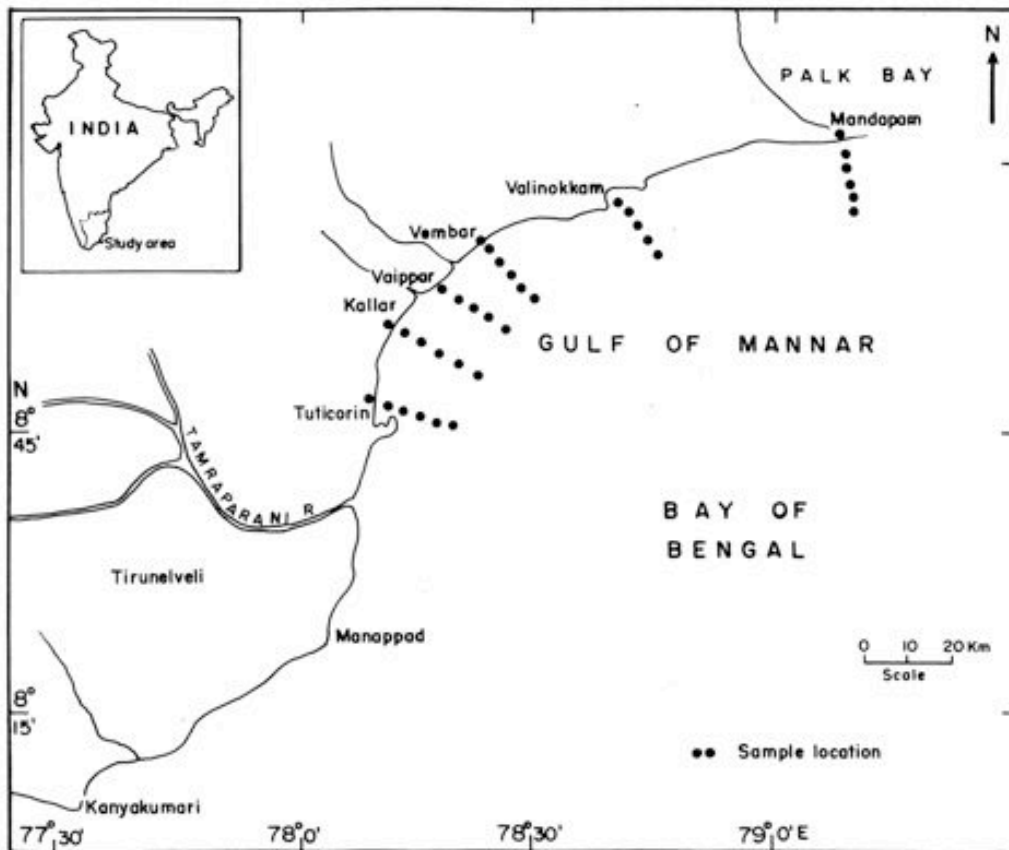 INDIA
Study area
N
PALK BAY
Mandapam
Valinokkam
Vembar
Vaippar
Kallar
GULF OF MANNAR
N
8°
45'
Tuticorin
TAMRAPARANI R
BAY OF
BENGAL
Tirunelveli
Manappad
0 10 20 Km
Scale
8°
15'
Sample location
Kanyakumari
77°30'
78°0'
78°30'
79°0'E